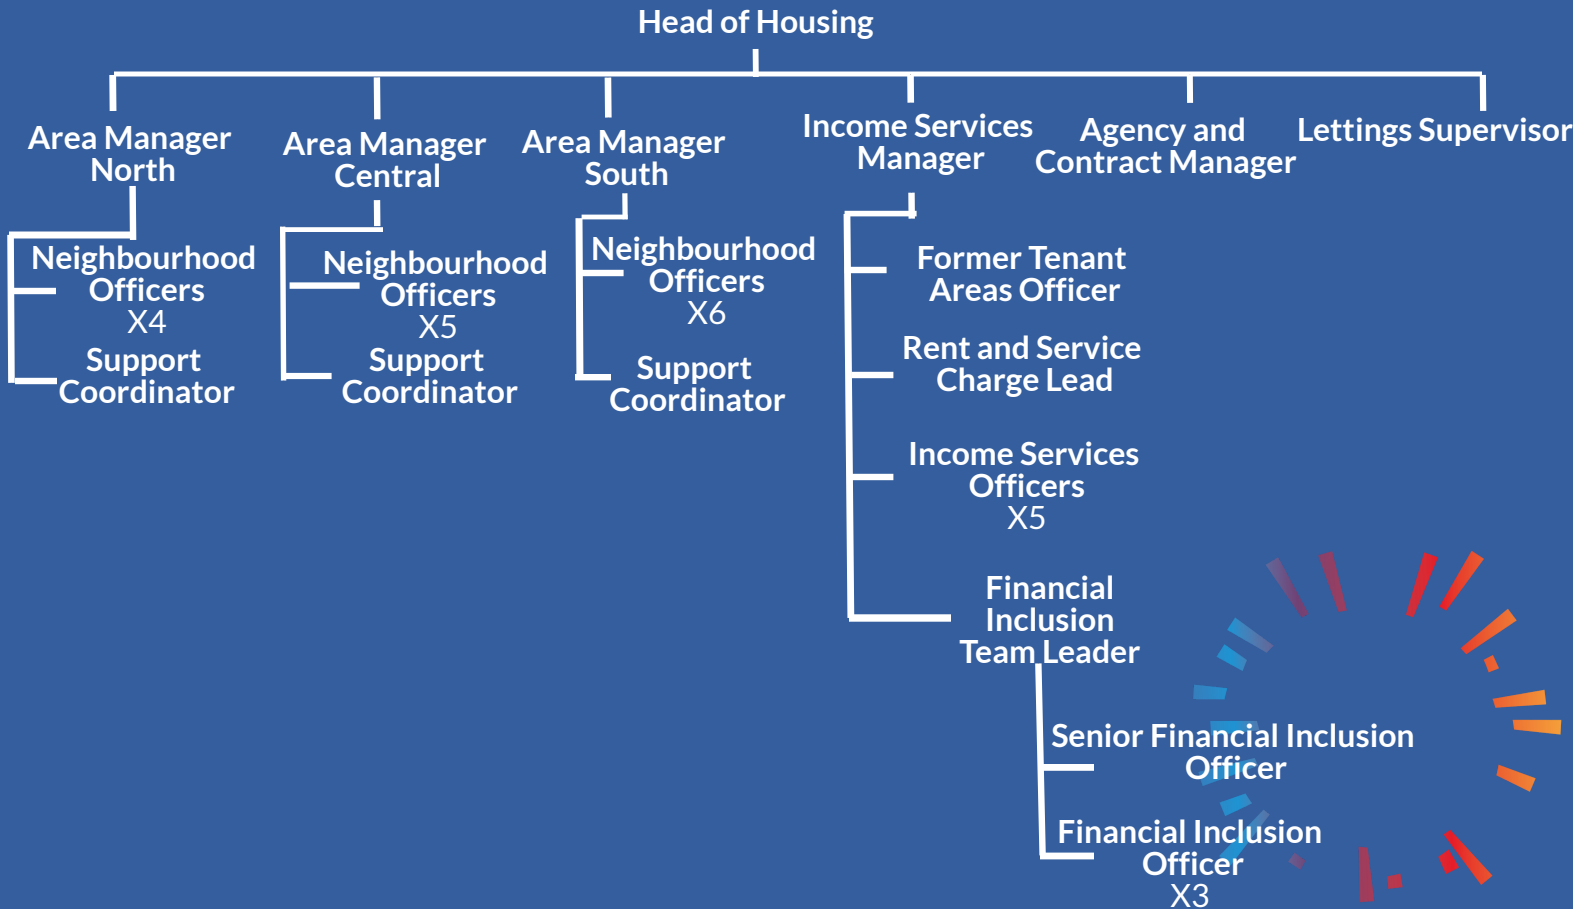 Head of Housing
Area Manager
North
Neighbourhood
Officers
X4
Support
Coordinator
Area Manager
Central
Neighbourhood
Officers
X5
Support
Coordinator
Area Manager
South
Neighbourhood
Officers
X6
Support
Coordinator
Income Services
Manager
Former Tenant
Areas Officer
Rent and Service
Charge Lead
Income Services
Officers
X5
Financial
Inclusion
Team Leader
Senior Financial Inclusion
Officer
Financial Inclusion
Officer
X3
Agency and
Contract Manager
Lettings Supervisor